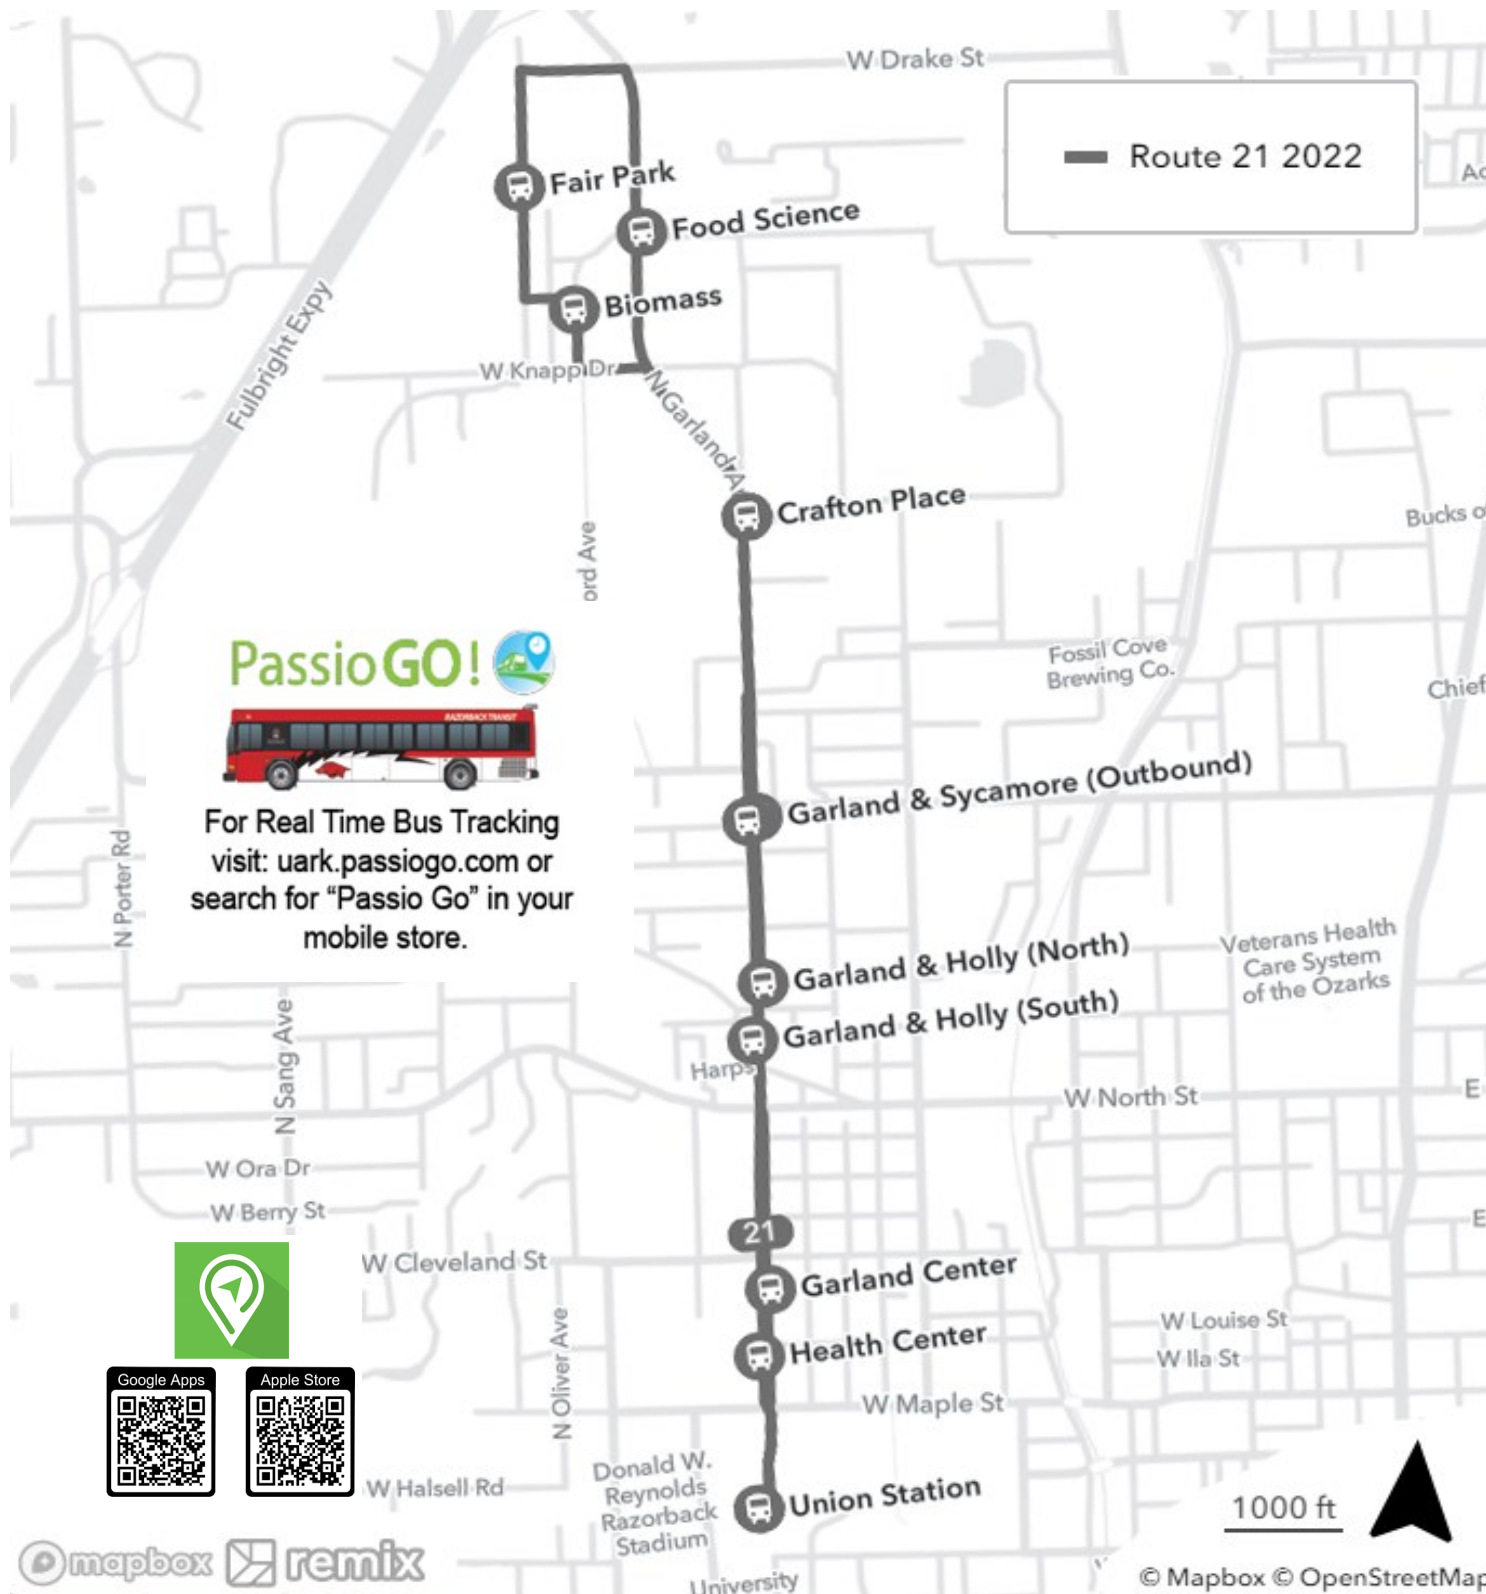 W Drake St
Route 21 2022
Fair Park
Food Science
Biomass
Fulbright Expy
W Knapp Dr
N Garland A
Crafton Place
Bucks o
ord Ave
Fossil Cove
Brewing Co.
Chief
PassioGO!
RAZORBACK TRANSIT
For Real Time Bus Tracking
visit: uark.passiogo.com or
search for “Passio Go” in your
mobile store.
Garland & Sycamore (Outbound)
N Porter Rd
Garland & Holly (North)
Veterans Health
Care System
of the Ozarks
Garland & Holly (South)
N Sang Ave
Harps
W North St
E
W Ora Dr
W Berry St
E
21
W Cleveland St
Garland Center
Health Center
W Louise St
W Ila St
N Oliver Ave
Google Apps
Apple Store
W Maple St
Donald W.
Reynolds
Razorback
Stadium
W Halsell Rd
Union Station
1000 ft
mapbox
remix
University
© Mapbox © OpenStreetMap